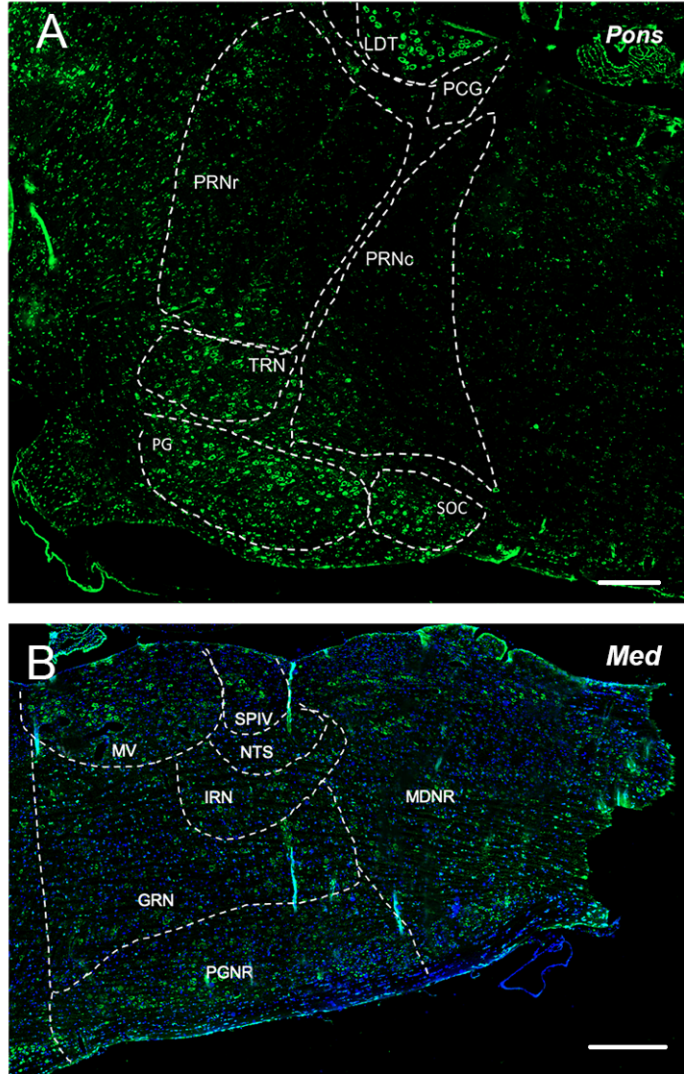 A
Pons
LDT
PCG
PRNr
PRNc
TRN
PG
SOC
B
Med
SPIV
MV
NTS
IRN
MDNR
GRN
PGNR